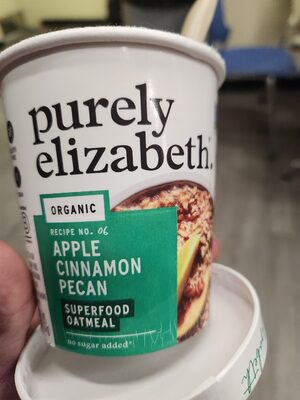 purely
elizabeth.
ORGANIC
RECIPE NO. 06
APPLE
CINNAMON
PECAN
SUPERFOOD
OATMEAL
no sugar added*